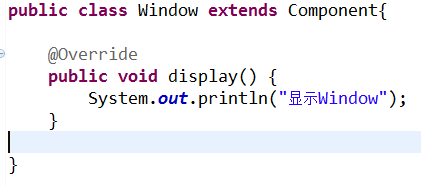 public class Window extends Component{
@Override
public void display() {
System.out.println("显示Window");
}
}